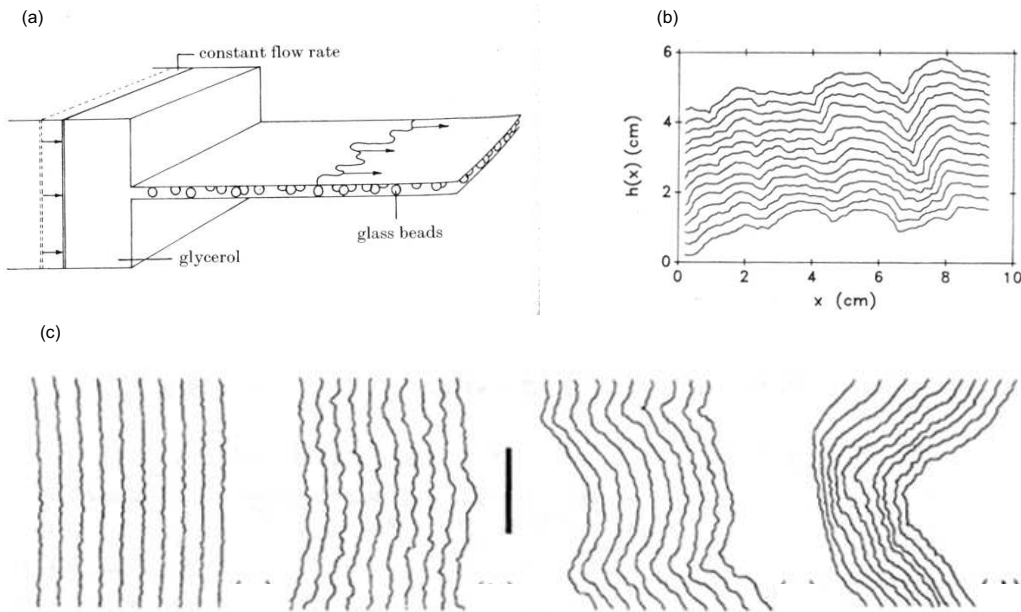 (a)
constant flow rate
glass beads
glycerol
(b)
6
4
2
0
h(x) (cm)
0 2 4 6 8 10
x (cm)
(c)